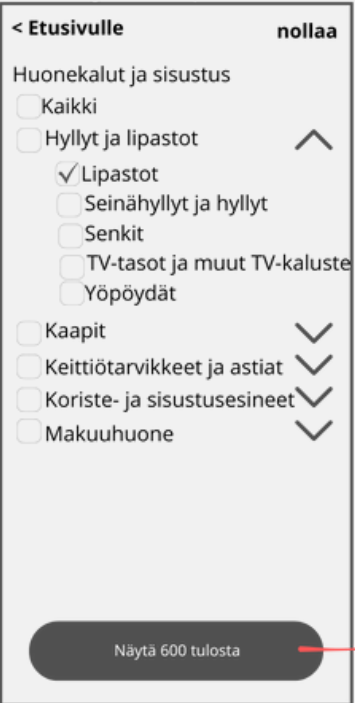 < Etusivulle
nollaa
Huonekalut ja sisustus
Kaikki
Hyllyt ja lipastot
Lipastot
Seinähyllyt ja hyllyt
Senkit
TV-tasot ja muut TV-kaluste
Yöpöydät
Kaapit
Keittiötarvikkeet ja astiat
Koriste- ja sisustusesineet
Makuuhuone
Näytä 600 tulosta